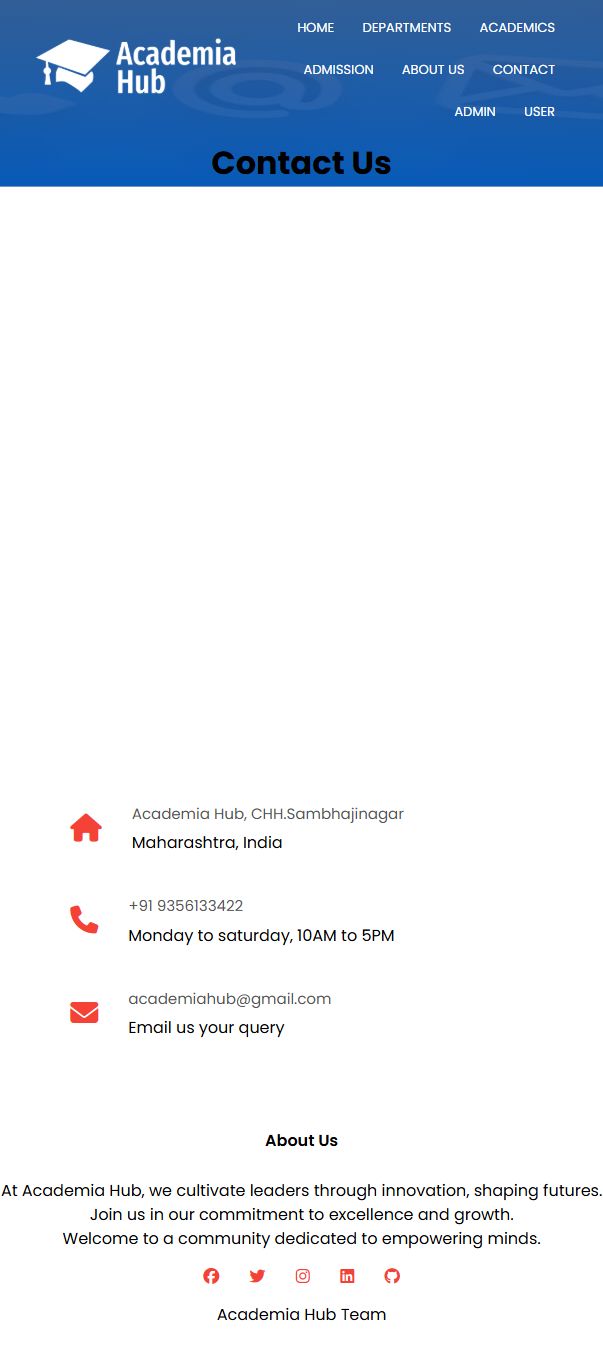 Academia
Hub
HOME DEPARTMENTS ACADEMICS
ADMISSION ABOUT US CONTACT
ADMIN USER
Contact Us
Academia Hub, CHH.Sambhajinagar
Maharashtra, India
+91 9356133422
Monday to saturday, 10AM to 5PM
academiahub@gmail.com
Email us your query
About Us
At Academia Hub, we cultivate leaders through innovation, shaping futures.
Join us in our commitment to excellence and growth.
Welcome to a community dedicated to empowering minds.
Academia Hub Team